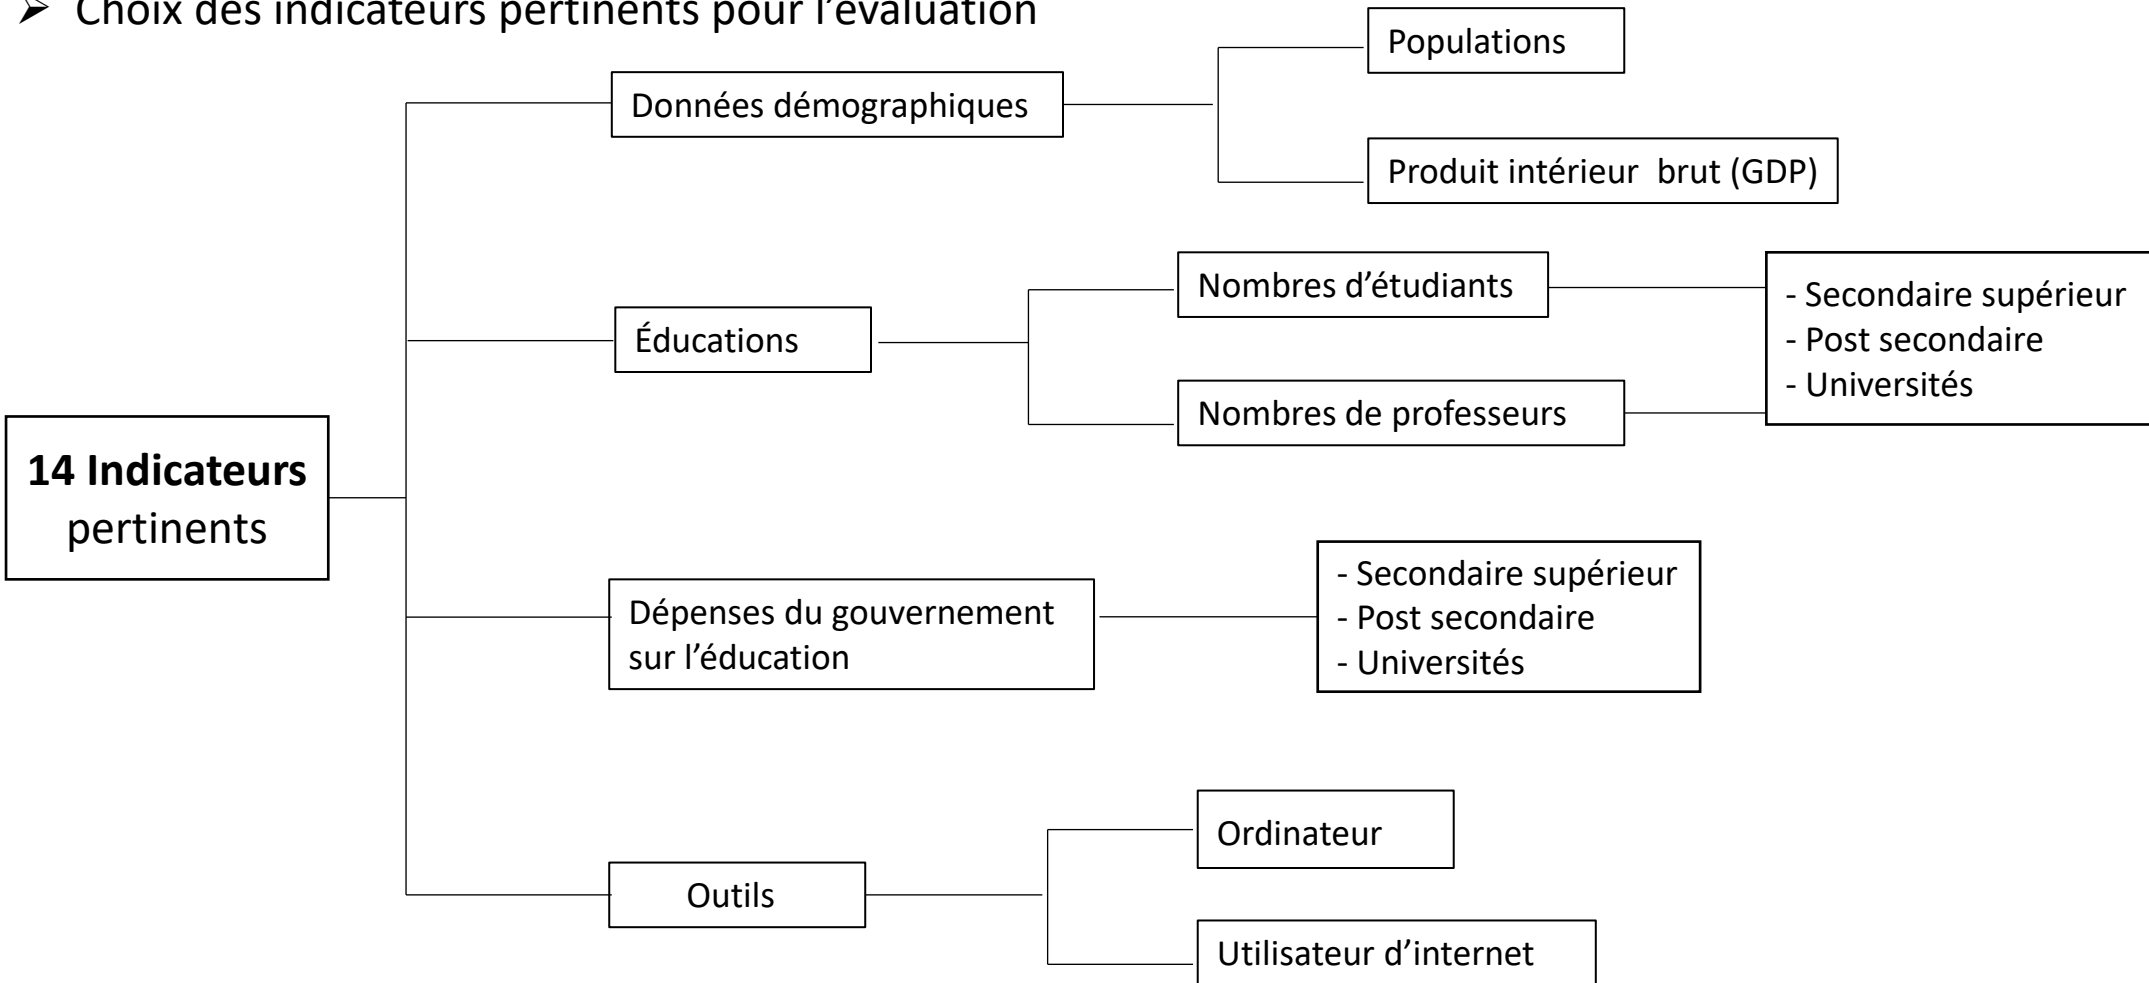 ➢ Choix des indicateurs pertinents pour l'évaluation
Populations
Données démographiques
Produit intérieur brut (GDP)
Nombres d'étudiants
Éducations
Nombres de professeurs
- Secondaire supérieur
- Post secondaire
- Universités
14 Indicateurs
pertinents
Dépenses du gouvernement
sur l'éducation
- Secondaire supérieur
- Post secondaire
- Universités
Outils
Ordinateur
Utilisateur d'internet